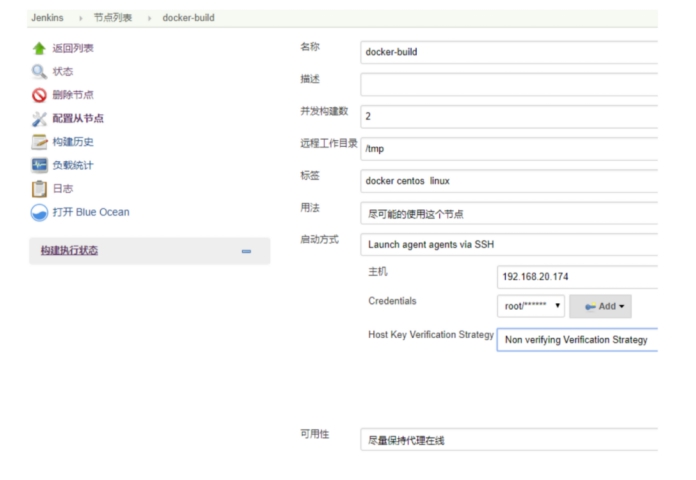 Jenkins › 节点列表 › docker-build
返回列表
状态
删除节点
配置从节点
构建历史
负载统计
日志
打开 Blue Ocean
构建执行状态
名称 docker-build
描述
并发构建数 2
远程工作目录 /tmp
标签 docker centos linux
用法 尽可能的使用这个节点
启动方式 Launch agent agents via SSH
主机 192.168.20.174
Credentials root/****** Add
Host Key Verification Strategy Non verifying Verification Strategy
可用性 尽量保持代理在线